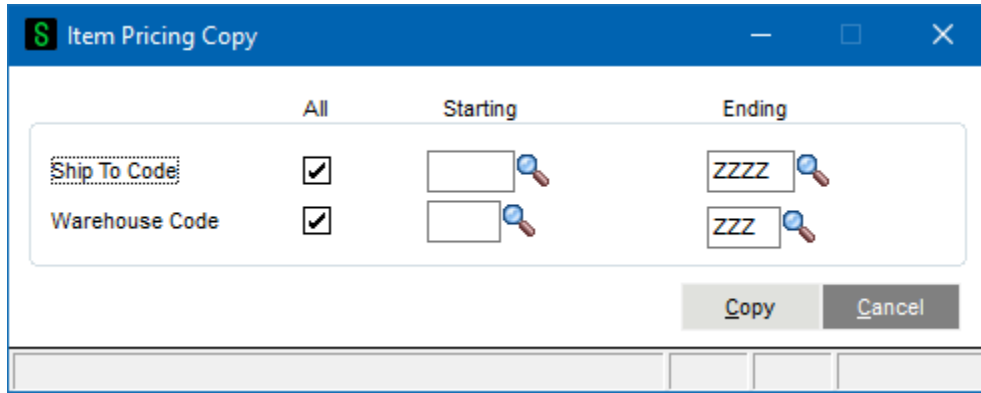 S Item Pricing Copy
All Starting Ending
Ship To Code ZZZZ
Warehouse Code ZZZ
Copy Cancel